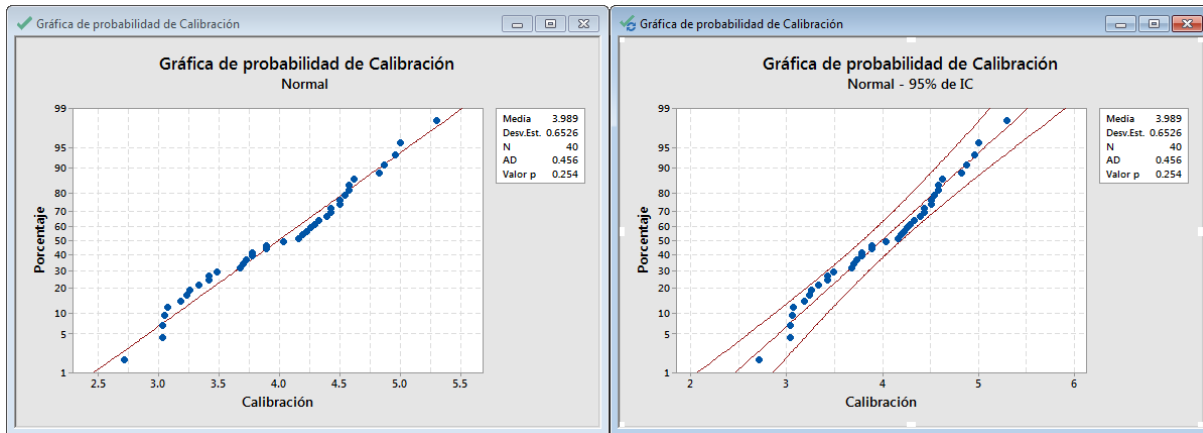 Gráfica de probabilidad de Calibración
Gráfica de probabilidad de Calibración
Normal
99
95
90
80
70
60
50
40
30
20
10
5
1
Porcentaje
2.5 3.0 3.5 4.0 4.5 5.0 5.5
Calibración
Media 3.989
Desv.Est. 0.6526
N 40
AD 0.456
Valor p 0.254
Gráfica de probabilidad de Calibración
Gráfica de probabilidad de Calibración
Normal - 95% de IC
99
95
90
80
70
60
50
40
30
20
10
5
1
Porcentaje
2 3 4 5 6
Calibración
Media 3.989
Desv.Est. 0.6526
N 40
AD 0.456
Valor p 0.254